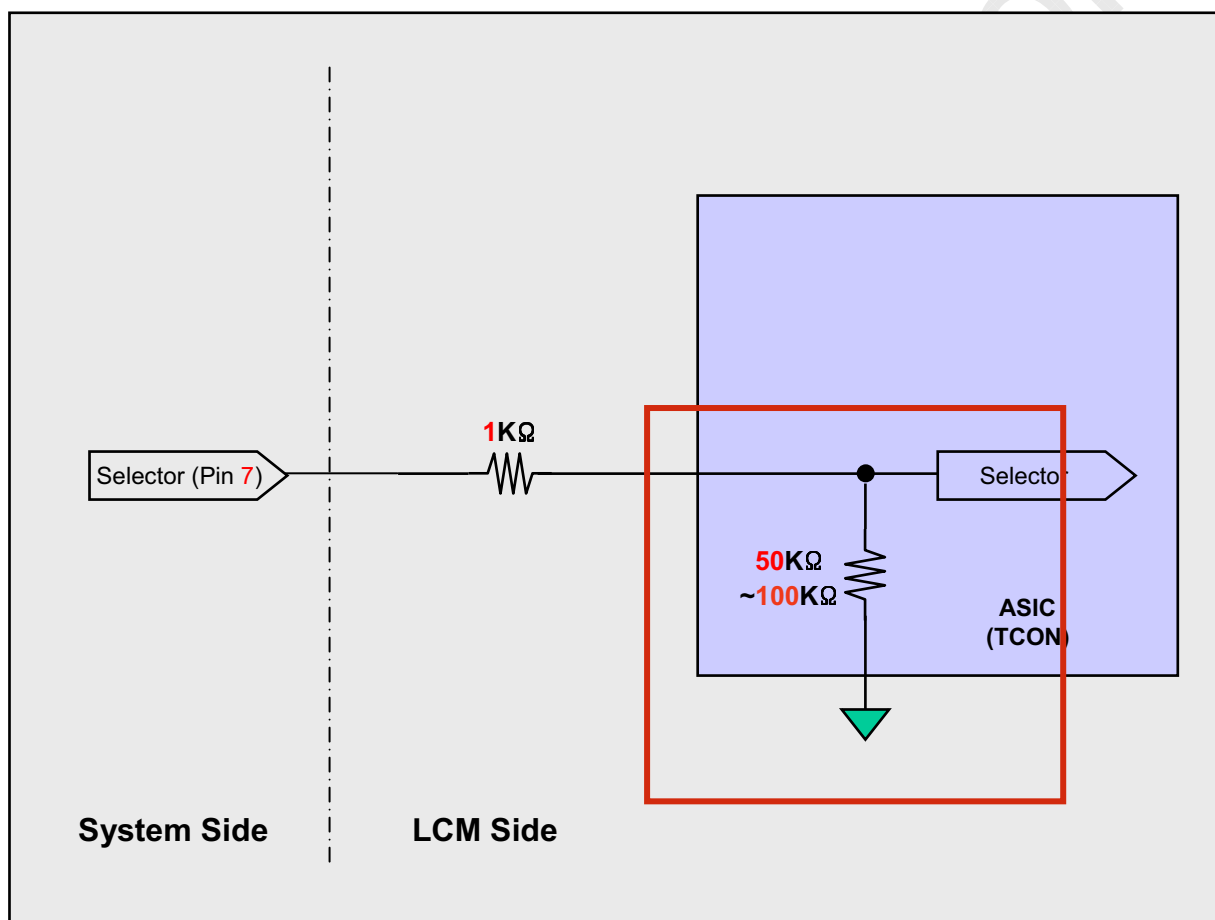 1KΩ
Selector (Pin 7)
Selector
50KΩ
~100KΩ
ASIC
(TCON)
System Side
LCM Side